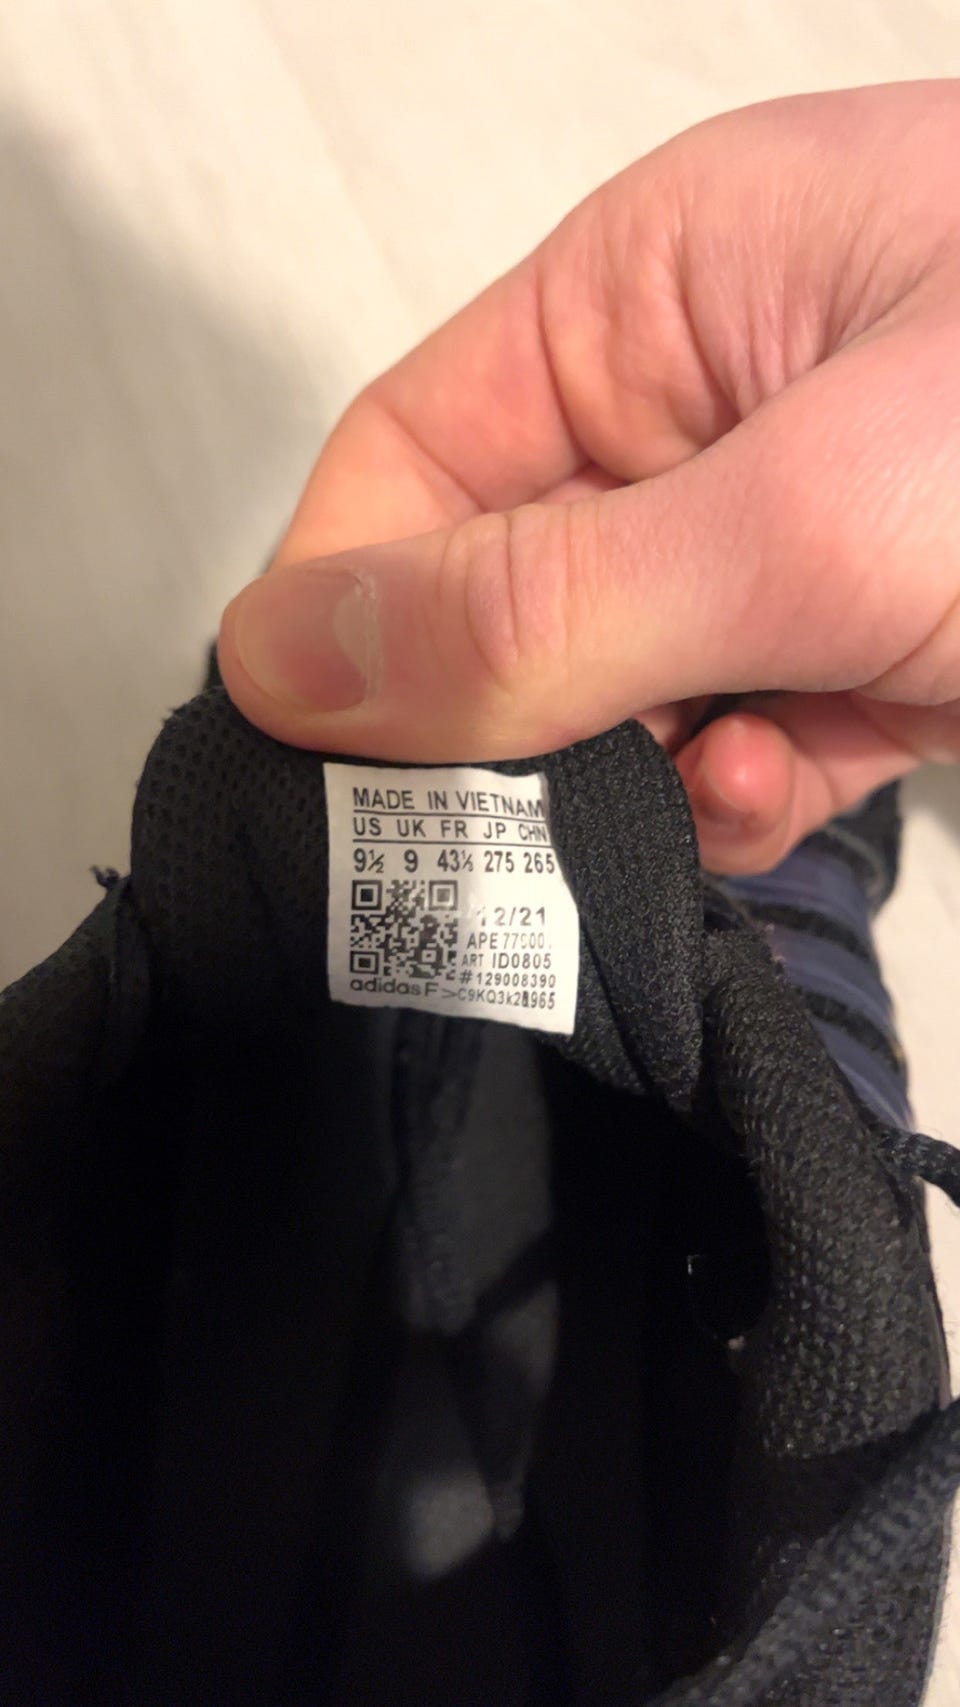 MADE IN VIETNAM
US UK FR JP CHN
9½ 9 43⅓ 275 265
12/21
APE
ART ID0805
#129008390
adidas F